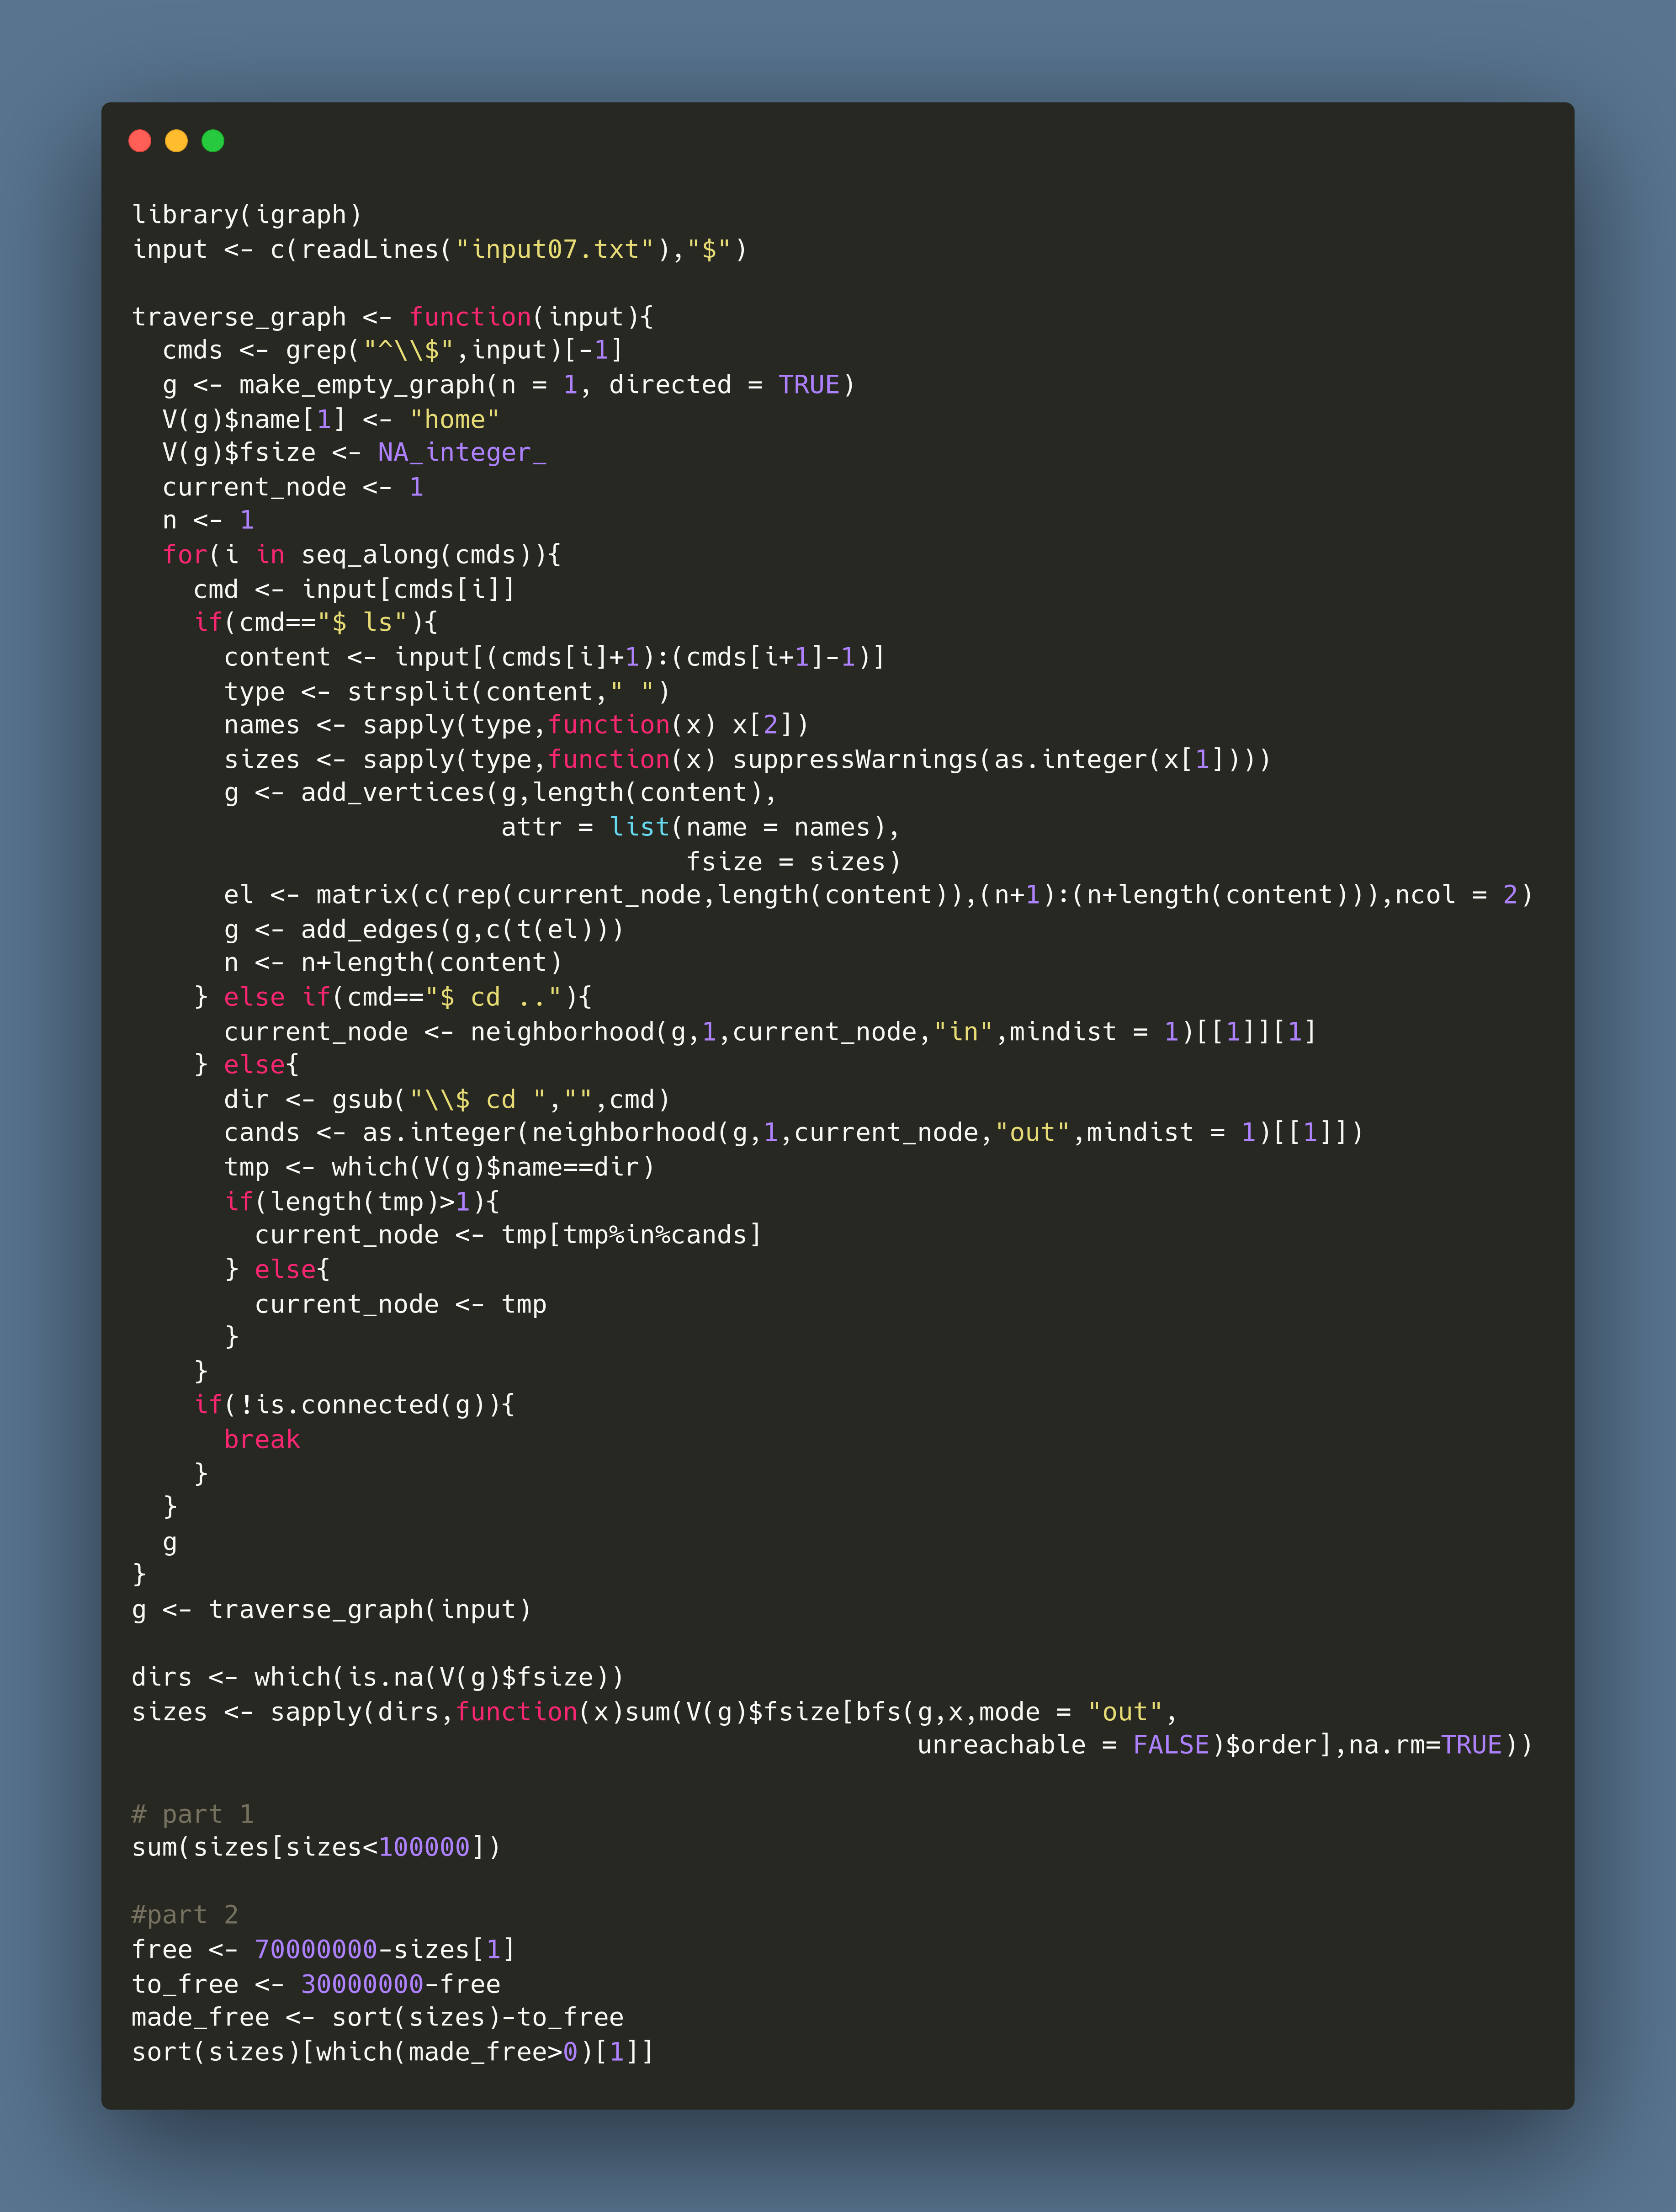 library(igraph)
input <- c(readLines("input07.txt"),"$")

traverse_graph <- function(input){
  cmds <- grep("^\\$",input)[-1]
  g <- make_empty_graph(n = 1, directed = TRUE)
  V(g)$name[1] <- "home"
  V(g)$fsize <- NA_integer_
  current_node <- 1
  n <- 1
  for(i in seq_along(cmds)){
    cmd <- input[cmds[i]]
    if(cmd=="$ ls"){
      content <- input[(cmds[i]+1):(cmds[i+1]-1)]
      type <- strsplit(content," ")
      names <- sapply(type,function(x) x[2])
      sizes <- sapply(type,function(x) suppressWarnings(as.integer(x[1])))
      g <- add_vertices(g,length(content),
                        attr = list(name = names),
                                    fsize = sizes)
      el <- matrix(c(rep(current_node,length(content)),(n+1):(n+length(content))),ncol = 2)
      g <- add_edges(g,c(t(el)))
      n <- n+length(content)
    } else if(cmd=="$ cd .."){
      current_node <- neighborhood(g,1,current_node,"in",mindist = 1)[[1]][1]
    } else{
      dir <- gsub("\\$ cd ","",cmd)
      cands <- as.integer(neighborhood(g,1,current_node,"out",mindist = 1)[[1]])
      tmp <- which(V(g)$name==dir)
      if(length(tmp)>1){
        current_node <- tmp[tmp%in%cands]
      } else{
        current_node <- tmp
      }
    }
    if(!is.connected(g)){
      break
    }
  }
  g
}
g <- traverse_graph(input)

dirs <- which(is.na(V(g)$fsize))
sizes <- sapply(dirs,function(x)sum(V(g)$fsize[bfs(g,x,mode = "out",
                                                   unreachable = FALSE)$order],na.rm=TRUE))

# part 1
sum(sizes[sizes<100000])

#part 2
free <- 70000000-sizes[1]
to_free <- 30000000-free
made_free <- sort(sizes)-to_free
sort(sizes)[which(made_free>0)[1]]